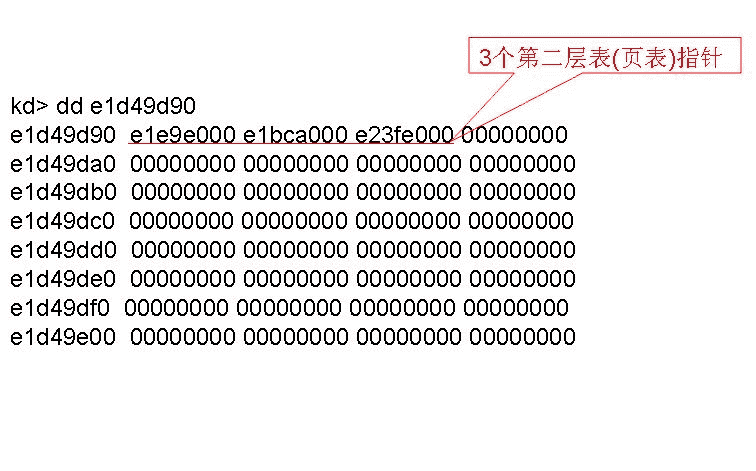 3个第二层表(页表)指针
kd> dd e1d49d90
e1d49d90 e1e9e000 e1bca000 e23fe000 00000000
e1d49da0 00000000 00000000 00000000 00000000
e1d49db0 00000000 00000000 00000000 00000000
e1d49dc0 00000000 00000000 00000000 00000000
e1d49dd0 00000000 00000000 00000000 00000000
e1d49de0 00000000 00000000 00000000 00000000
e1d49df0 00000000 00000000 00000000 00000000
e1d49e00 00000000 00000000 00000000 00000000